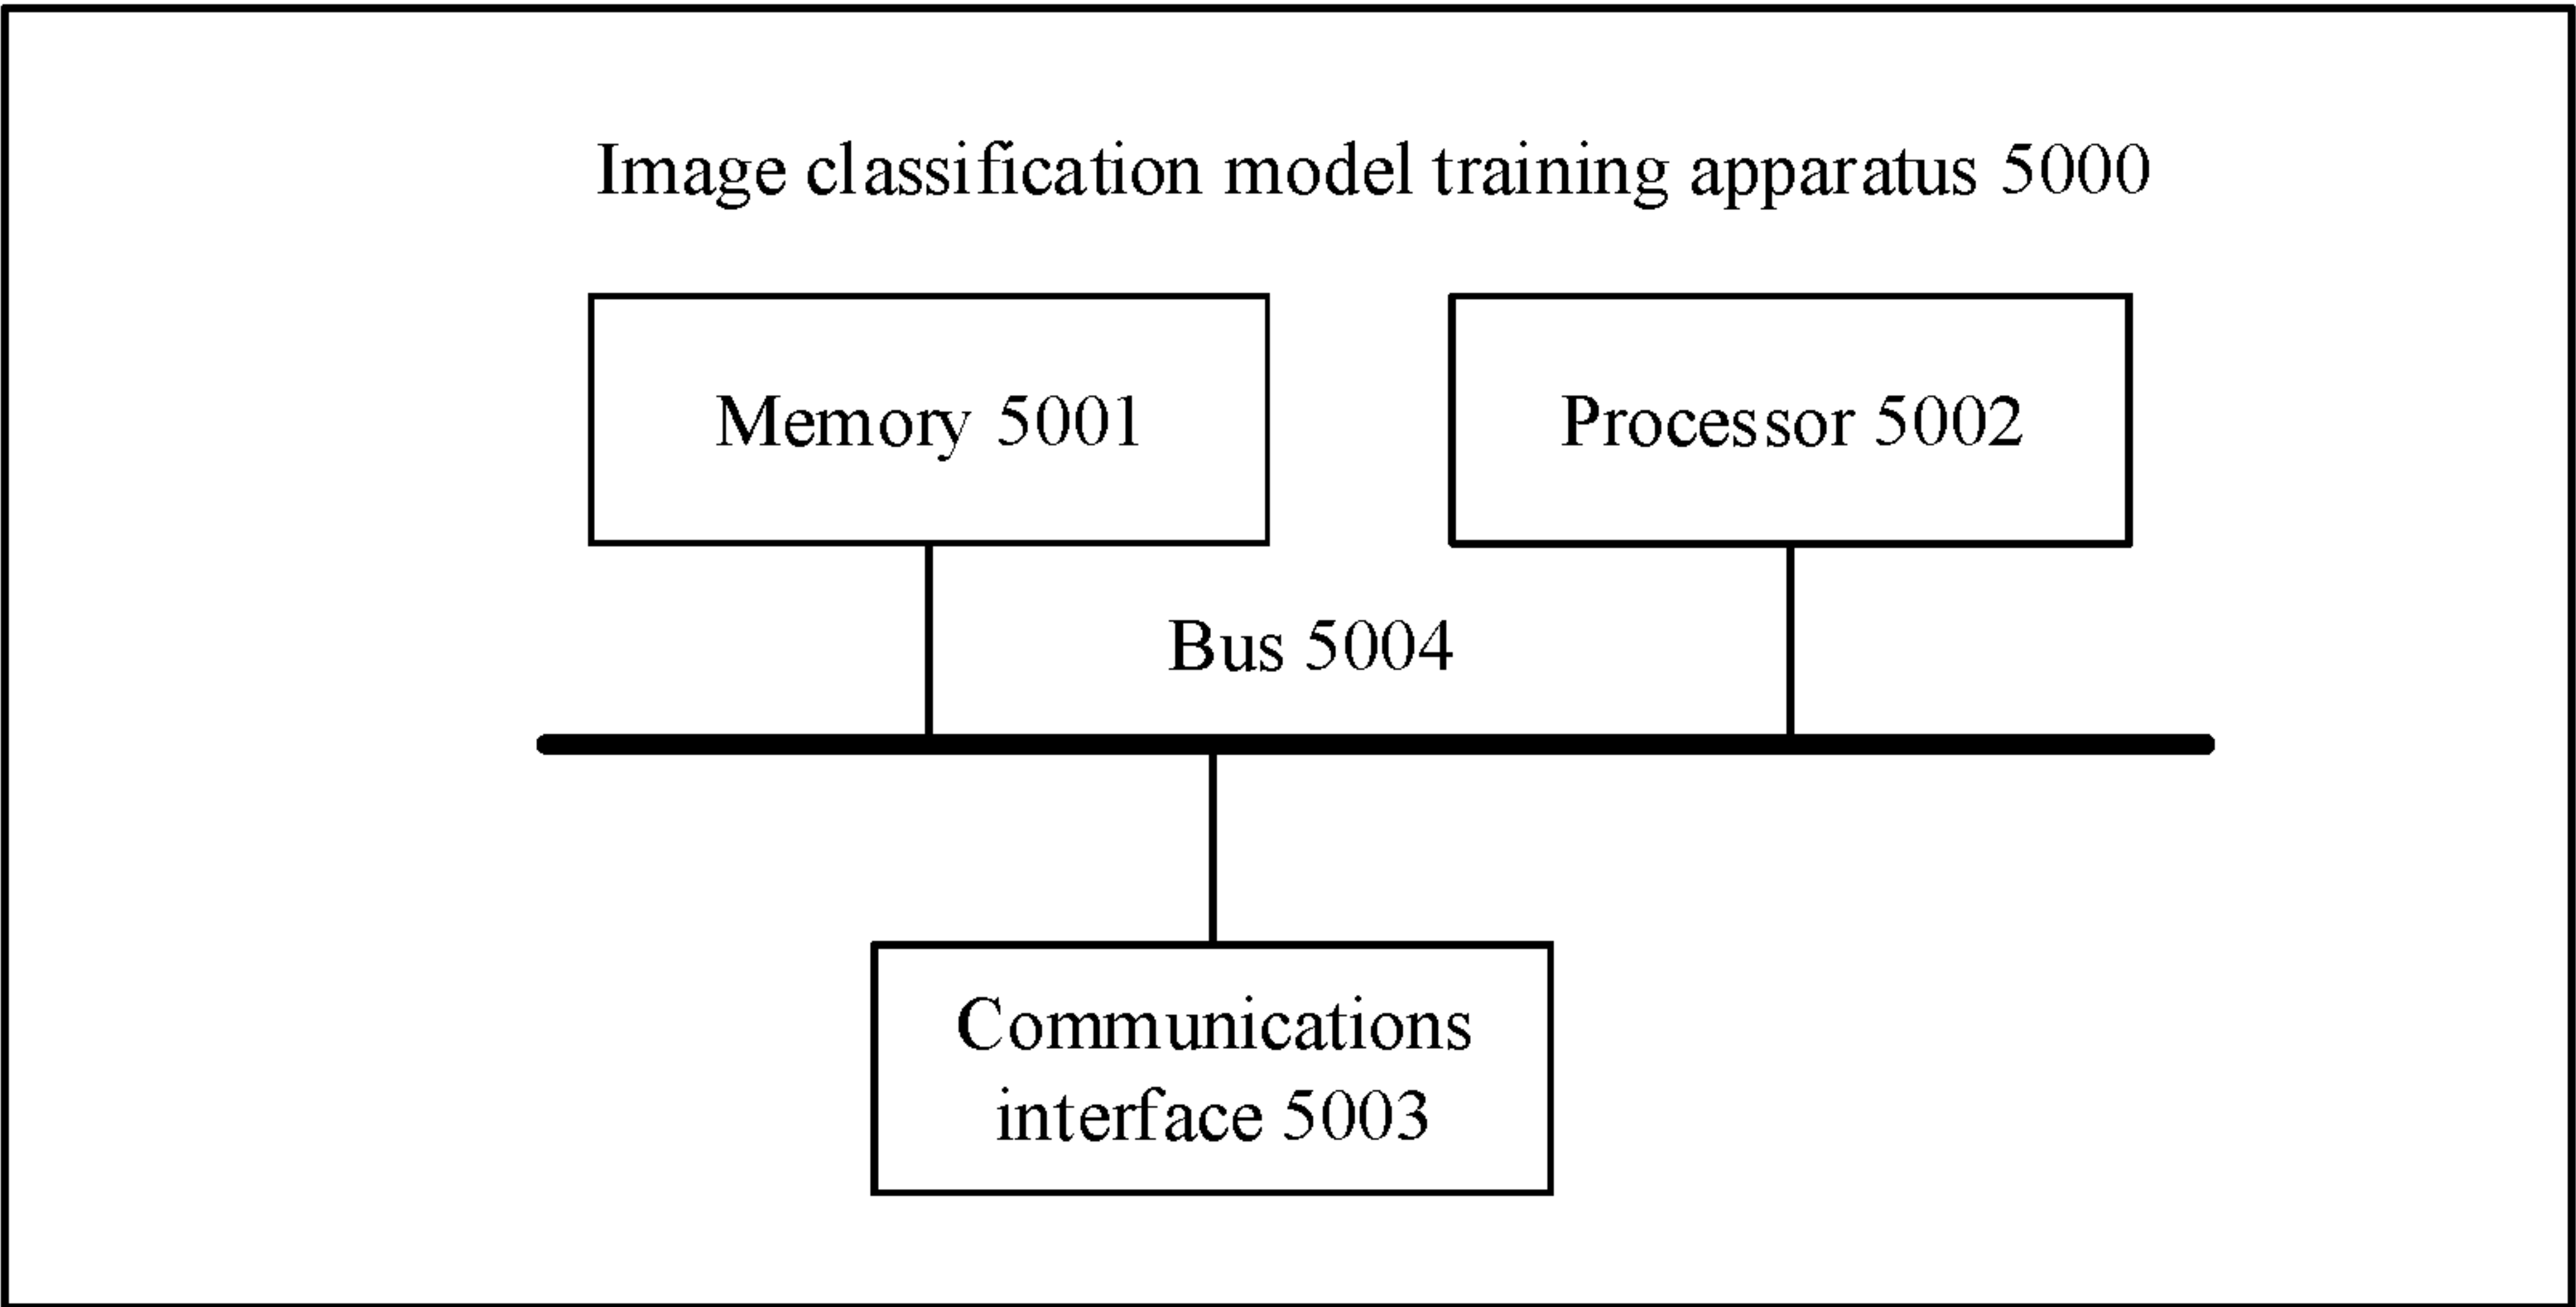 Image classification model training apparatus 5000
Memory 5001
Processor 5002
Bus 5004
Communications
interface 5003